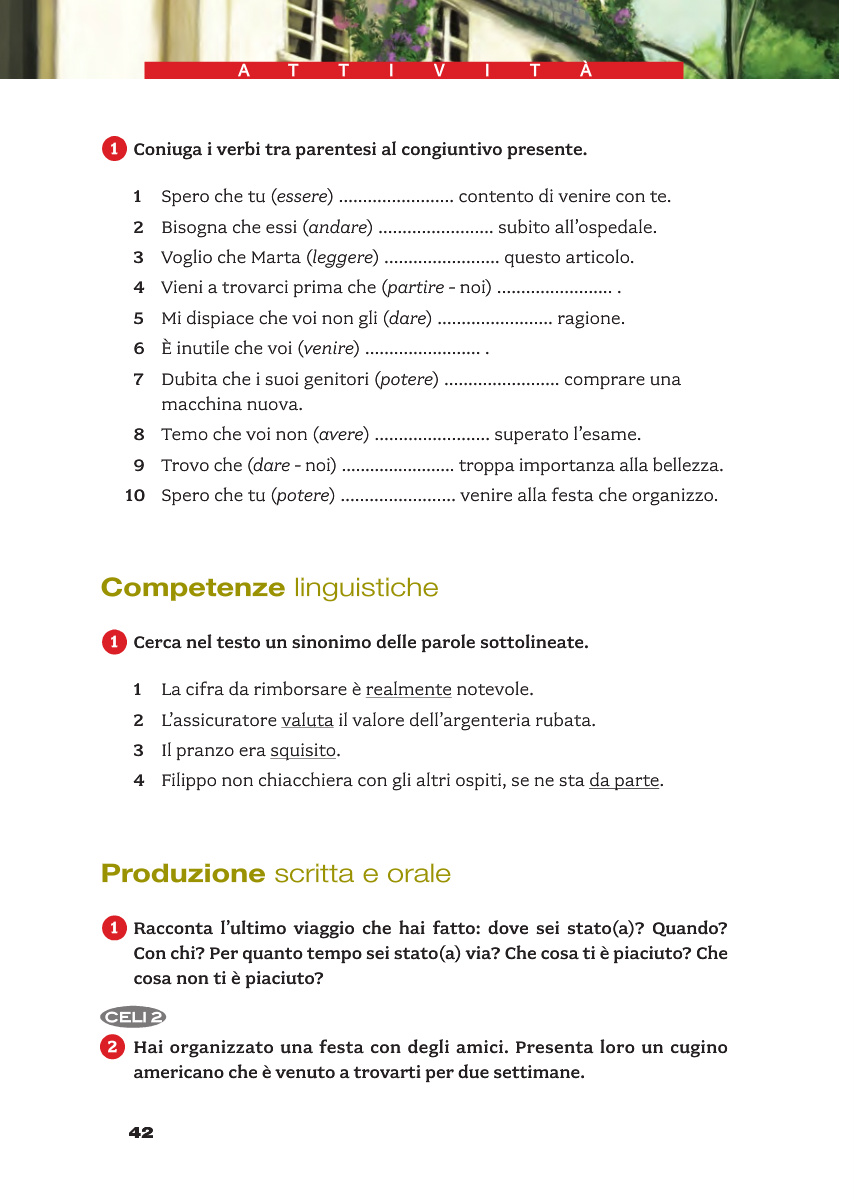 ATTIVITÀ
1 Coniuga i verbi tra parentesi al congiuntivo presente.
1 Spero che tu (essere) ........................ contento di venire con te.
2 Bisogna che essi (andare) ........................ subito all'ospedale.
3 Voglio che Marta (leggere) ........................ questo articolo.
4 Vieni a trovarci prima che (partire - noi) ........................ .
5 Mi dispiace che voi non gli (dare) ........................ ragione.
6 È inutile che voi (venire) ........................ .
7 Dubita che i suoi genitori (potere) ........................ comprare una
macchina nuova.
8 Temo che voi non (avere) ........................ superato l'esame.
9 Trovo che (dare - noi) ........................ troppa importanza alla bellezza.
10 Spero che tu (potere) ........................ venire alla festa che organizzo.
Competenze linguistiche
1 Cerca nel testo un sinonimo delle parole sottolineate.
1 La cifra da rimborsare è realmente notevole.
2 L'assicuratore valuta il valore dell'argenteria rubata.
3 Il pranzo era squisito.
4 Filippo non chiacchiera con gli altri ospiti, se ne sta da parte.
Produzione scritta e orale
1 Racconta l'ultimo viaggio che hai fatto: dove sei stato(a)? Quando?
Con chi? Per quanto tempo sei stato(a) via? Che cosa ti è piaciuto? Che
cosa non ti è piaciuto?
CELI 2
2 Hai organizzato una festa con degli amici. Presenta loro un cugino
americano che è venuto a trovarti per due settimane.
42